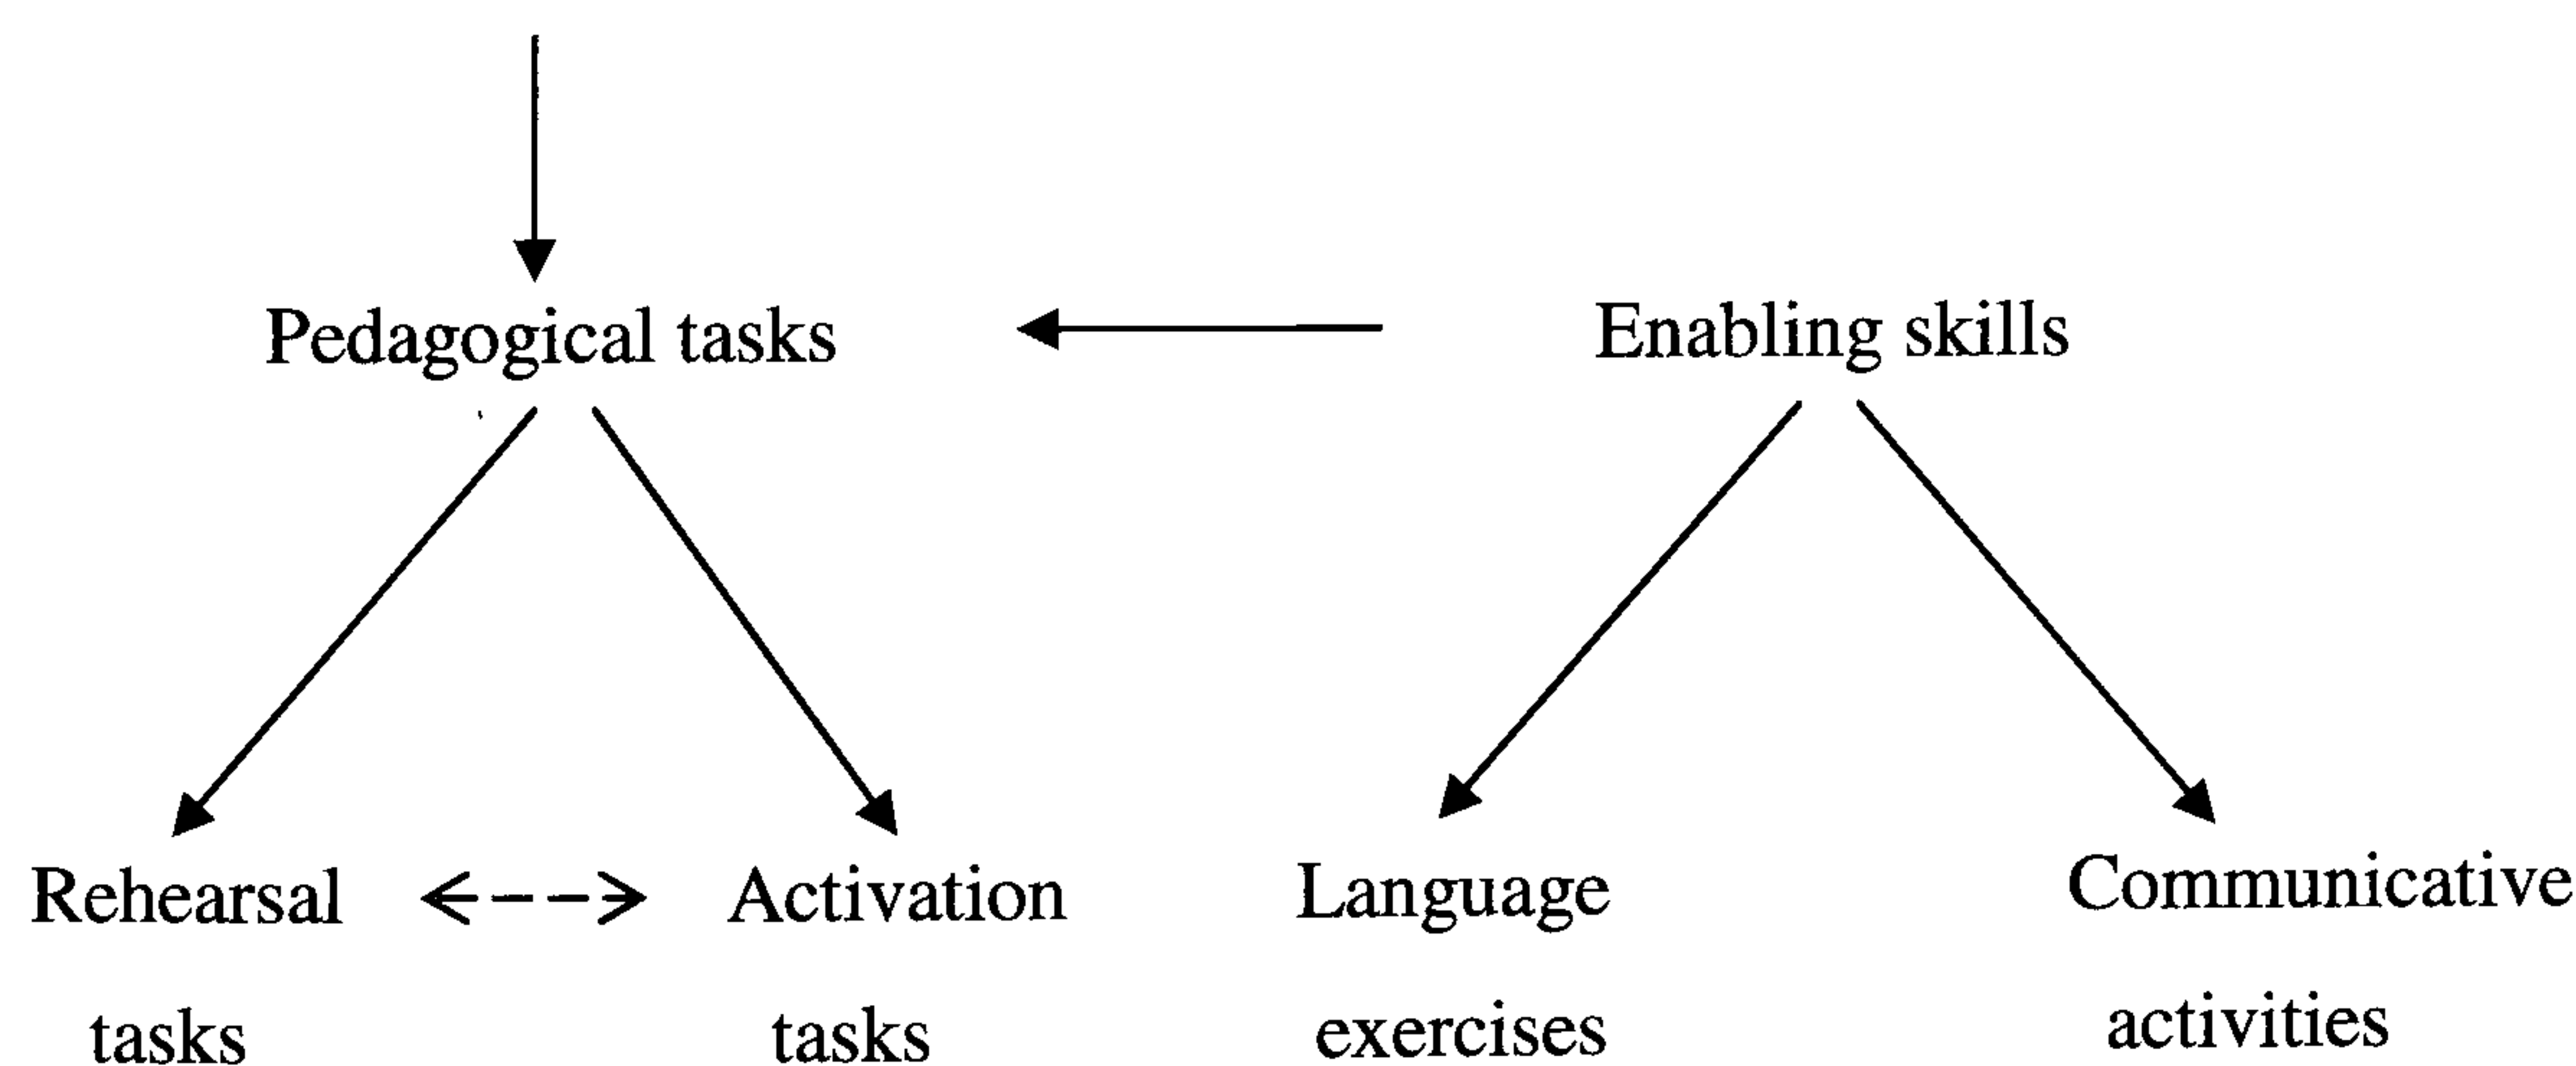 Pedagogical tasks
Enabling skills
Rehearsal
Activation
Language
Communicative
tasks
tasks
exercises
activities